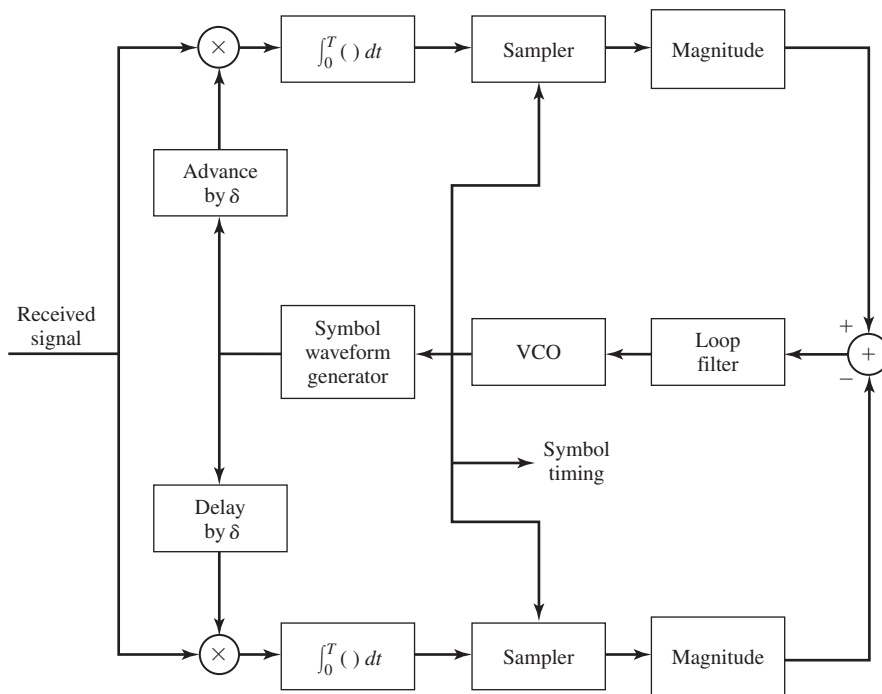 ×
∫₀ᵀ ( ) dt
Sampler
Magnitude
Advance
by δ
Received
signal
Symbol
waveform
generator
VCO
Loop
filter
+
+
−
Symbol
timing
Delay
by δ
×
∫₀ᵀ ( ) dt
Sampler
Magnitude